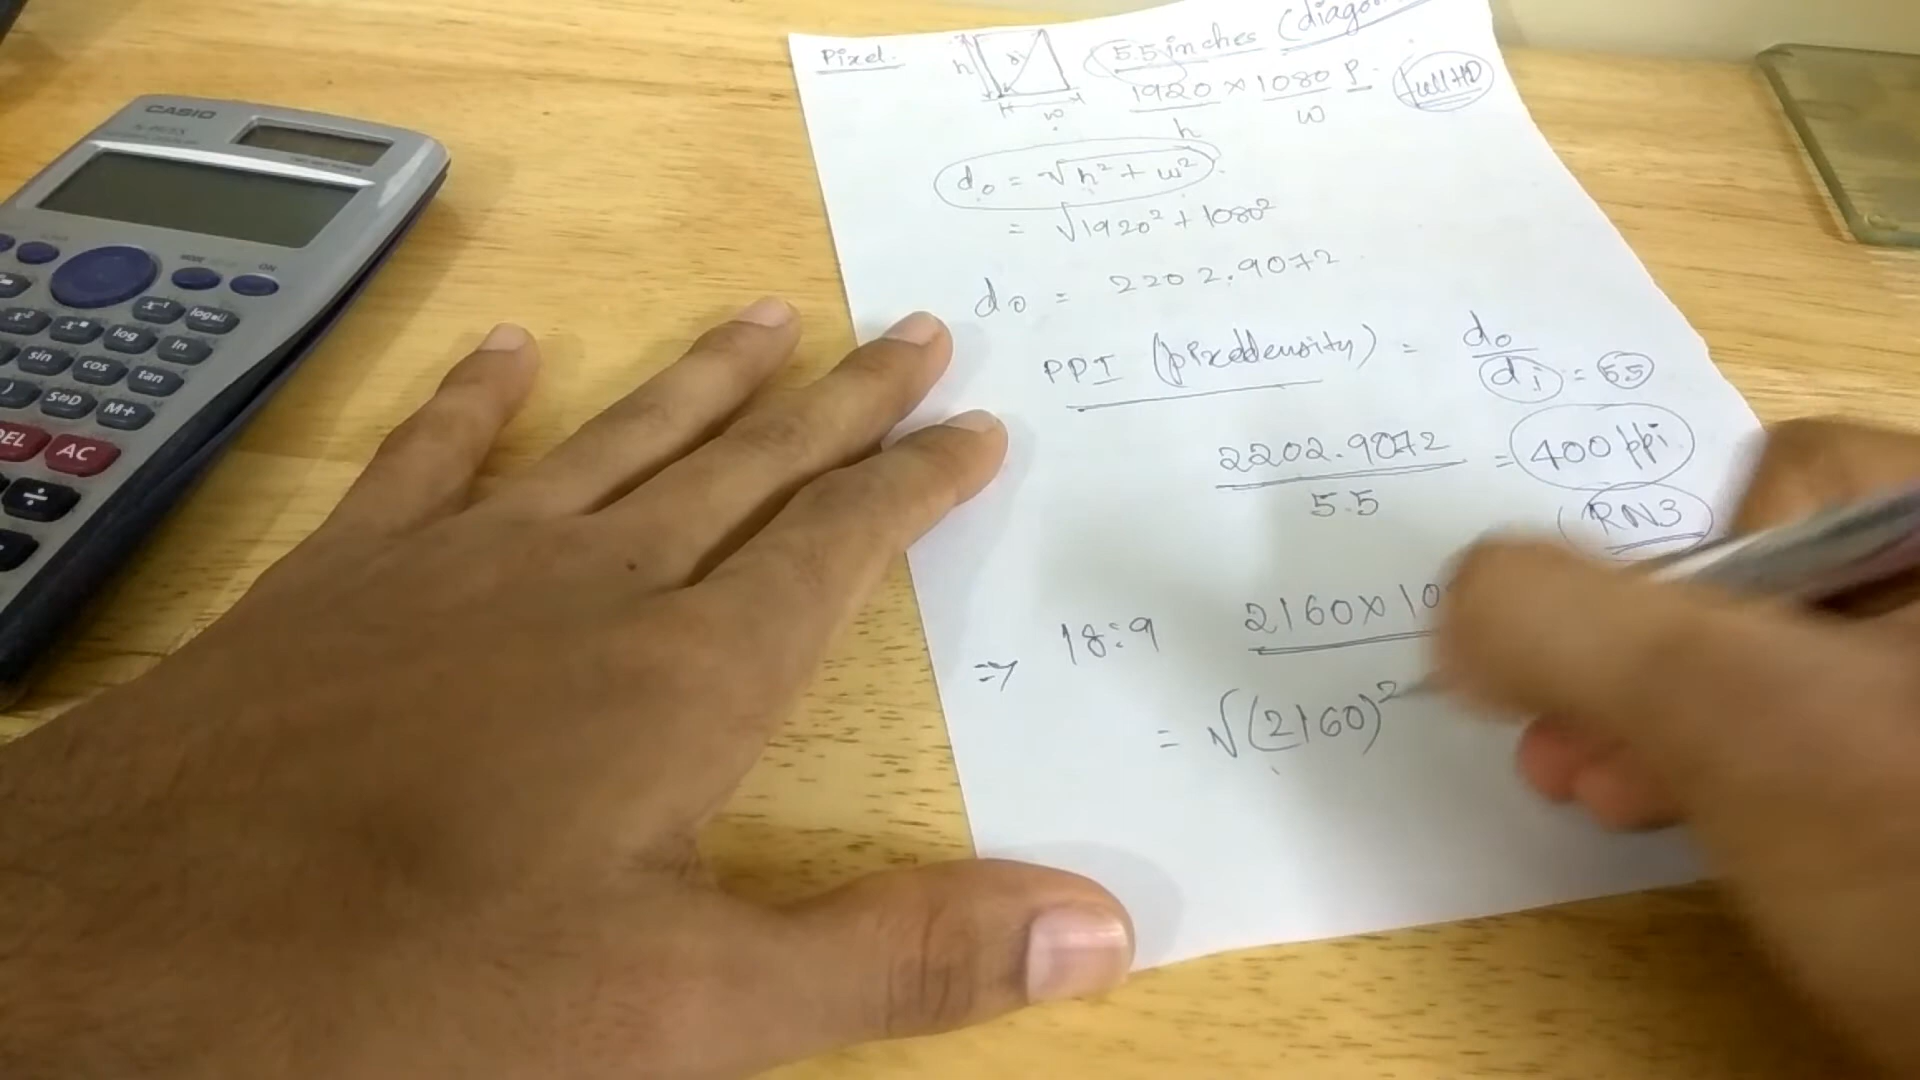 CASIO
MODE
ON
x⁻¹
log
ln
sin
cos
tan
)
S⇔D
M+
DEL
AC
÷
Pixel.
h
w
5.5 inches
1920 x 1080 P.
full HD
h
w
d₀ = √h² + w²
= √1920² + 1080²
d₀ = 2202.9072
PPI (pixel density) = d₀
di = 5.5
2202.9072
5.5
= 400 ppi
(RN3
=> 18:9 2160 x 10
= √(2160)²